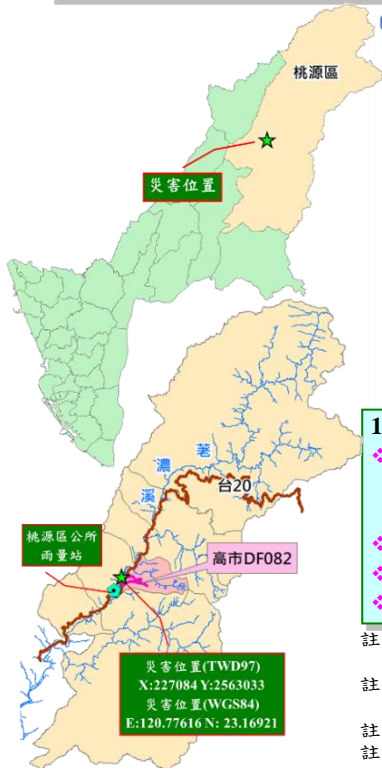 桃源區
災害位置
荖
濃
溪
台20
桃源區公所
雨量站
高市DF082
災害位置(TWD97)
X:227084 Y:2563033
災害位置(WGS84)
E:120.77616 N: 23.16921
1
註
註
註
註